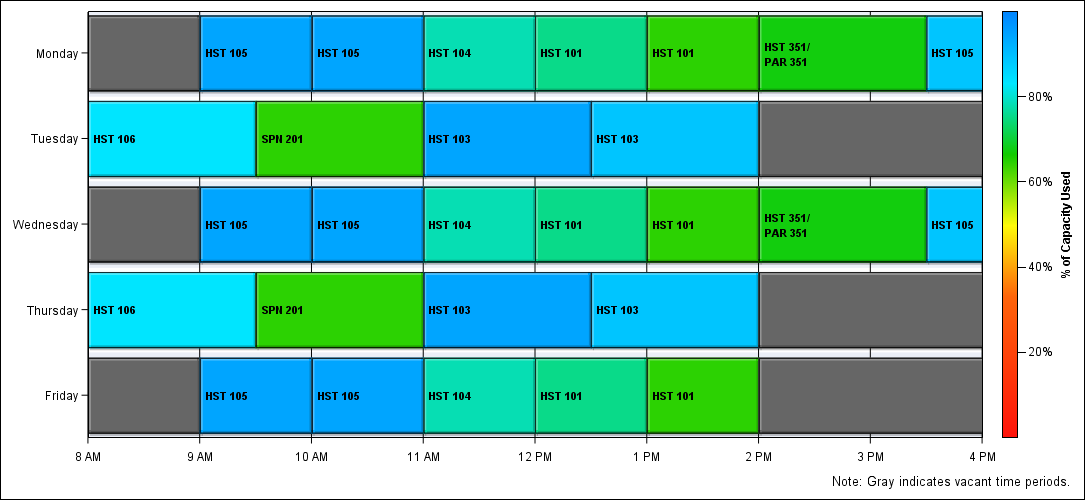 Monday
HST 105
HST 105
HST 104
HST 101
HST 101
HST 351/
PAR 351
HST 105
Tuesday
HST 106
SPN 201
HST 103
HST 103
Wednesday
HST 105
HST 105
HST 104
HST 101
HST 101
HST 351/
PAR 351
HST 105
Thursday
HST 106
SPN 201
HST 103
HST 103
Friday
HST 105
HST 105
HST 104
HST 101
HST 101
8 AM
9 AM
10 AM
11 AM
12 PM
1 PM
2 PM
3 PM
4 PM
80%
60%
40%
20%
% of Capacity Used
Note: Gray indicates vacant time periods.